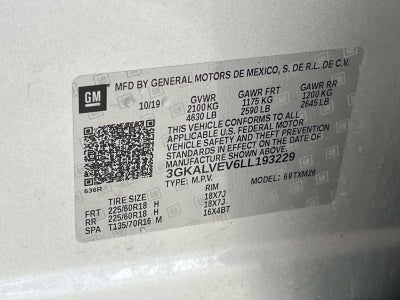 GM
MFD BY GENERAL MOTORS DE MEXICO, S. DE R.L. DE C.V.
10/19 GVWR GAWR FRT GAWR RR
2100 KG 1175 KG 1200 KG
4630 LB 2590 LB 2645 LB
THIS VEHICLE CONFORMS TO ALL
APPLICABLE U.S. FEDERAL MOTOR
VEHICLE SAFETY AND THEFT PREVENTION
STANDARDS IN EFFECT ON THE DATE OF
MANUFACTURE SHOWN ABOVE.
3GKALVEV6LL193229
636R
TYPE: M.P.V. MODEL: 69TXM26
TIRE SIZE RIM
FRT 225/60R18 H 18X7J
RR 225/60R18 H 18X7J
SPA T135/70R16 M 16X4BT